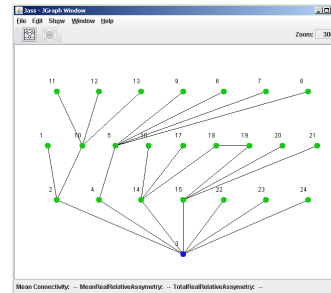 Jass - JGraph Window
File Edit Show Window Help
Zoom: 300
11 12 13 9 6 7 8
1 10 5 16 17 18 19 20 21
2 4 14 15 22 23 24
3
Mean Connectivity: -- MeanRealRelativeAssymetry: -- TotalRealRelativeAssymetry: --